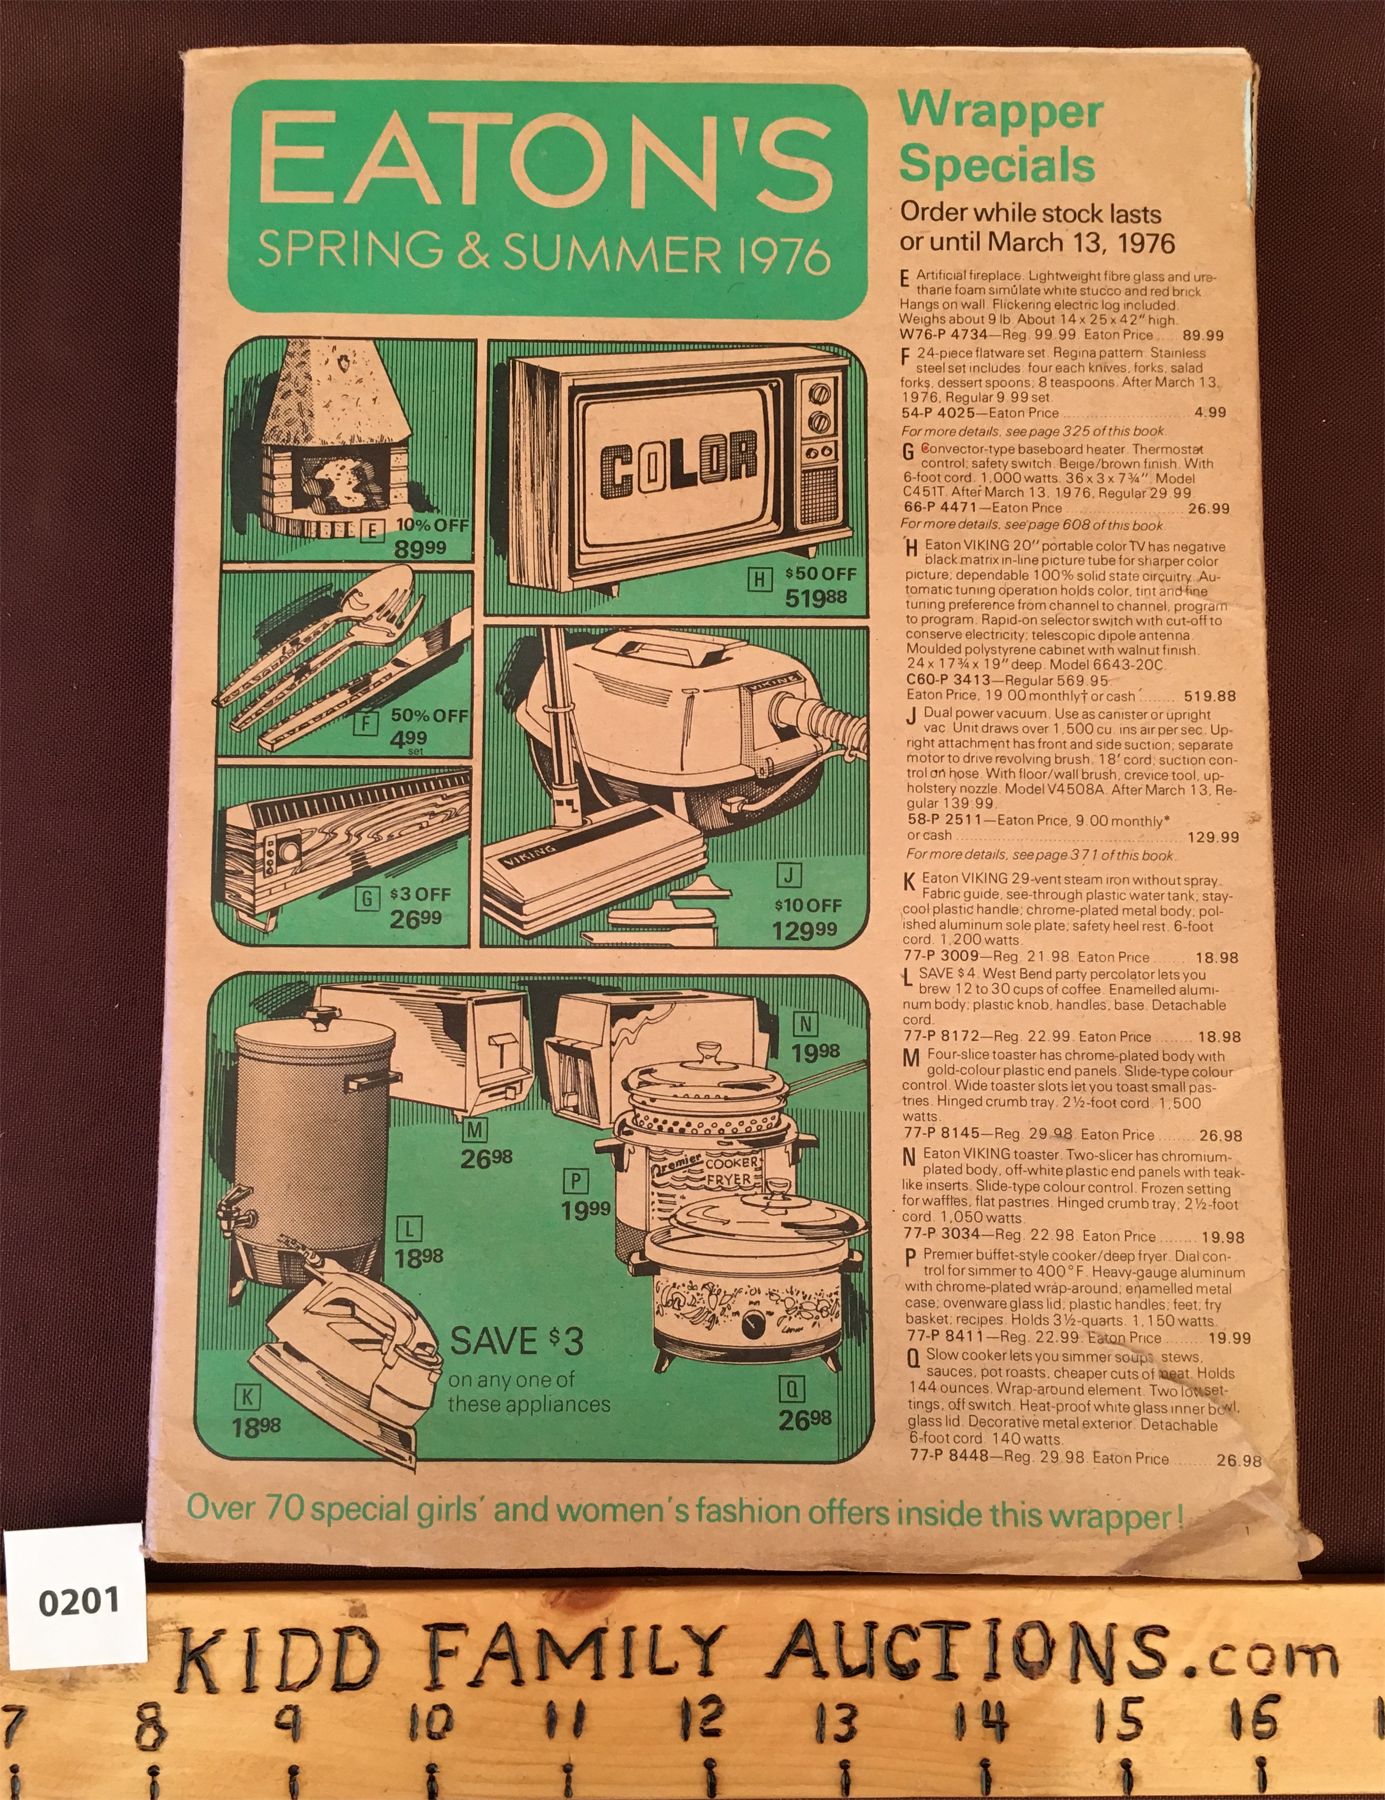 EATON'S
SPRING & SUMMER 1976
E 10% OFF
89⁹⁹
COLOR
H $50 OFF
519⁸⁸
F 50% OFF
4⁹⁹
set
VIKING
VIKING
G $3 OFF
26⁹⁹
J
$10 OFF
129⁹⁹
N
19⁹⁸
M
26⁹⁸
Premier COOKER
FRYER
P
19⁹⁹
L
18⁹⁸
SAVE $3
on any one of
these appliances
K
18⁹⁸
Q
26⁹⁸
Wrapper
Specials
Order while stock lasts
or until March 13, 1976
E Artificial fireplace. Lightweight fibre glass and ure-
thane foam simulate white stucco and red brick.
Hangs on wall. Flickering electric log included.
Weighs about 9 lb. About 14 x 25 x 42" high.
W76-P 4734—Reg. 99.99. Eaton Price.... 89.99
F 24-piece flatware set. Regina pattern. Stainless
steel set includes: four each knives, forks, salad
forks, dessert spoons; 8 teaspoons. After March 13,
1976, Regular 9.99 set.
54-P 4025—Eaton Price .......... 4.99
For more details, see page 325 of this book.
G Convector-type baseboard heater. Thermostat
control; safety switch. Beige/brown finish. With
6-foot cord. 1,000 watts. 36 x 3 x 7¾". Model
C451T. After March 13, 1976, Regular 29.99.
66-P 4471—Eaton Price .......... 26.99
For more details, see page 608 of this book.
H Eaton VIKING 20" portable color TV has negative
black matrix in-line picture tube for sharper color
picture; dependable 100% solid state circuitry. Au-
tomatic tuning operation holds color, tint and fine
tuning preference from channel to channel, program
to program. Rapid-on selector switch with cut-off to
conserve electricity; telescopic dipole antenna.
Moulded polystyrene cabinet with walnut finish.
24 x 17¾ x 19" deep. Model 6643-20C.
C60-P 3413—Regular 569.95
Eaton Price, 19.00 monthly† or cash ........ 519.88
J Dual power vacuum. Use as canister or upright
vac. Unit draws over 1,500 cu. ins air per sec. Up-
right attachment has front and side suction; separate
motor to drive revolving brush. 18' cord; suction con-
trol on hose. With floor/wall brush, crevice tool, up-
holstery nozzle. Model V4508A. After March 13, Re-
gular 139.99.
58-P 2511—Eaton Price, 9.00 monthly*
or cash .......... 129.99
For more details, see page 371 of this book.
K Eaton VIKING 29-vent steam iron without spray.
Fabric guide, see-through plastic water tank; stay-
cool plastic handle; chrome-plated metal body; pol-
ished aluminum sole plate; safety heel rest. 6-foot
cord. 1,200 watts.
77-P 3009—Reg. 21.98. Eaton Price ....... 18.98
L SAVE $4. West Bend party percolator lets you
brew 12 to 30 cups of coffee. Enamelled alumi-
num body; plastic knob, handles, base. Detachable
cord.
77-P 8172—Reg. 22.99. Eaton Price ....... 18.98
M Four-slice toaster has chrome-plated body with
gold-colour plastic end panels. Slide-type colour
control. Wide toaster slots let you toast small pas-
tries. Hinged crumb tray. 2½-foot cord. 1,500
watts.
77-P 8145—Reg. 29.98. Eaton Price ....... 26.98
N Eaton VIKING toaster. Two-slicer has chromium-
plated body, off-white plastic end panels with teak-
like inserts. Slide-type colour control. Frozen setting
for waffles, flat pastries. Hinged crumb tray; 2½-foot
cord. 1,050 watts.
77-P 3034—Reg. 22.98. Eaton Price ........ 19.98
P Premier buffet-style cooker/deep fryer. Dial con-
trol for simmer to 400°F. Heavy-gauge aluminum
with chrome-plated wrap-around; enamelled metal
case; ovenware glass lid; plastic handles; feet; fry
basket; recipes. Holds 3½-quarts. 1,150 watts.
77-P 8411—Reg. 22.99. Eaton Price ....... 19.99
Q Slow cooker lets you simmer soups, stews,
sauces, pot roasts, cheaper cuts of meat. Holds
144 ounces. Wrap-around element. Two low set-
tings, off switch. Heat-proof white glass inner bowl,
glass lid. Decorative metal exterior. Detachable
6-foot cord. 140 watts.
77-P 8448—Reg. 29.98. Eaton Price ....... 26.98
Over 70 special girls' and women's fashion offers inside this wrapper!
0201
KIDD FAMILY AUCTIONS.com
7 8 9 10 11 12 13 14 15 16